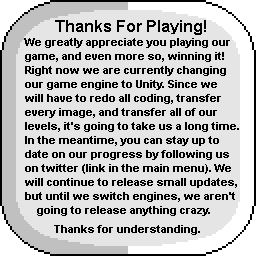 Thanks For Playing!
We greatly appreciate you playing our
game, and even more so, winning it!
Right now we are currently changing
our game engine to Unity. Since we
will have to redo all coding, transfer
every image, and transfer all of our
levels, it's going to take us a long time.
In the meantime, you can stay up to
date on our progress by following us
on twitter (link in the main menu). We
will continue to release small updates,
but until we switch engines, we aren't
going to release anything crazy.
Thanks for understanding.